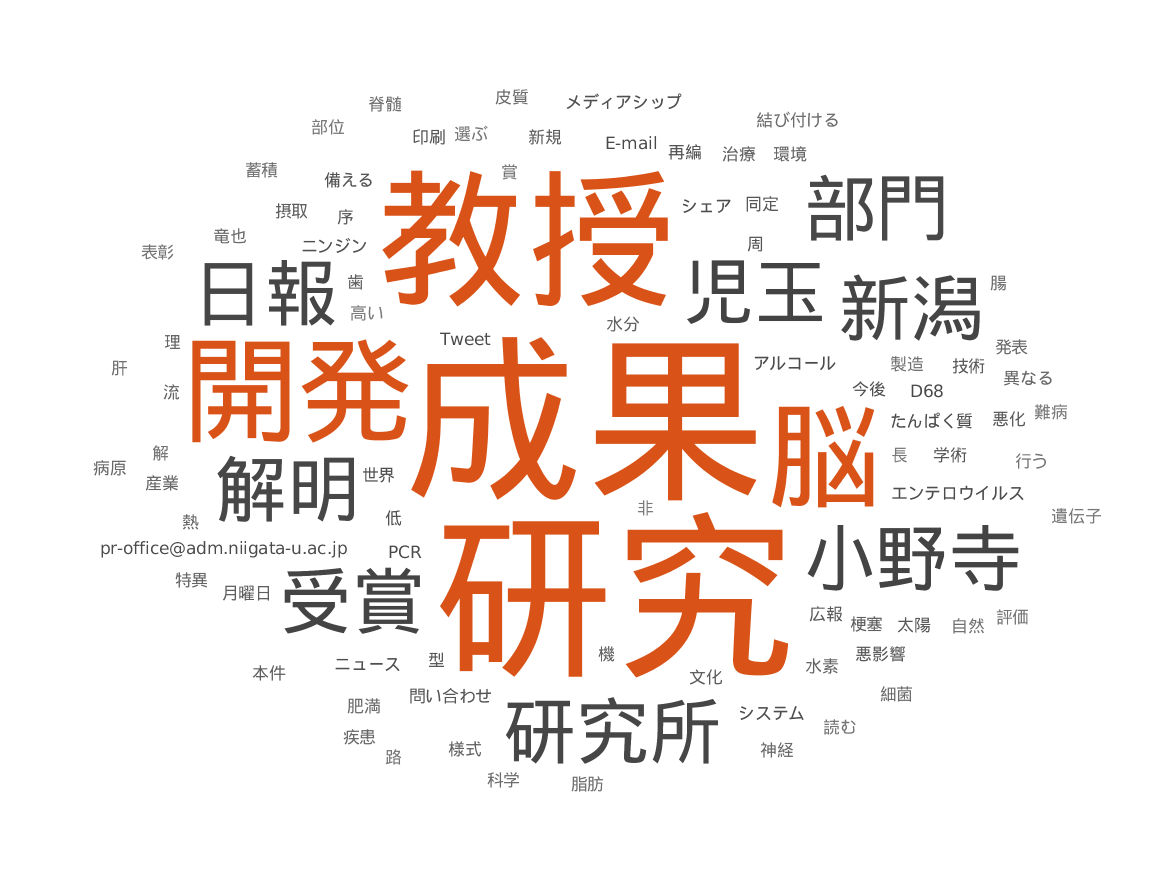 皮質
メディアシップ
脊髄
結び付ける
部位
印刷
選ぶ
新規
E-mail
再編
治療
環境
蓄積
備える
賞
教授
部門
摂取
序
シェア
同定
竜也
ニンジン
周
表彰
日報
歯
児玉
新潟
腸
高い
水分
理
開発
Tweet
成果
アルコール
製造
技術
発表
肝
異なる
流
今後
D68
脳
たんぱく質
悪化
難病
解
病原
産業
解明
世界
長
学術
行う
エンテロウイルス
熱
低
非
遺伝子
pr-office@adm.niigata-u.ac.jp
PCR
研究
小野寺
特異
月曜日
受賞
広報
梗塞
太陽
自然
評価
本件
ニュース
型
機
水素
悪影響
問い合わせ
文化
細菌
肥満
研究所
システム
読む
疾患
路
様式
神経
科学
脂肪